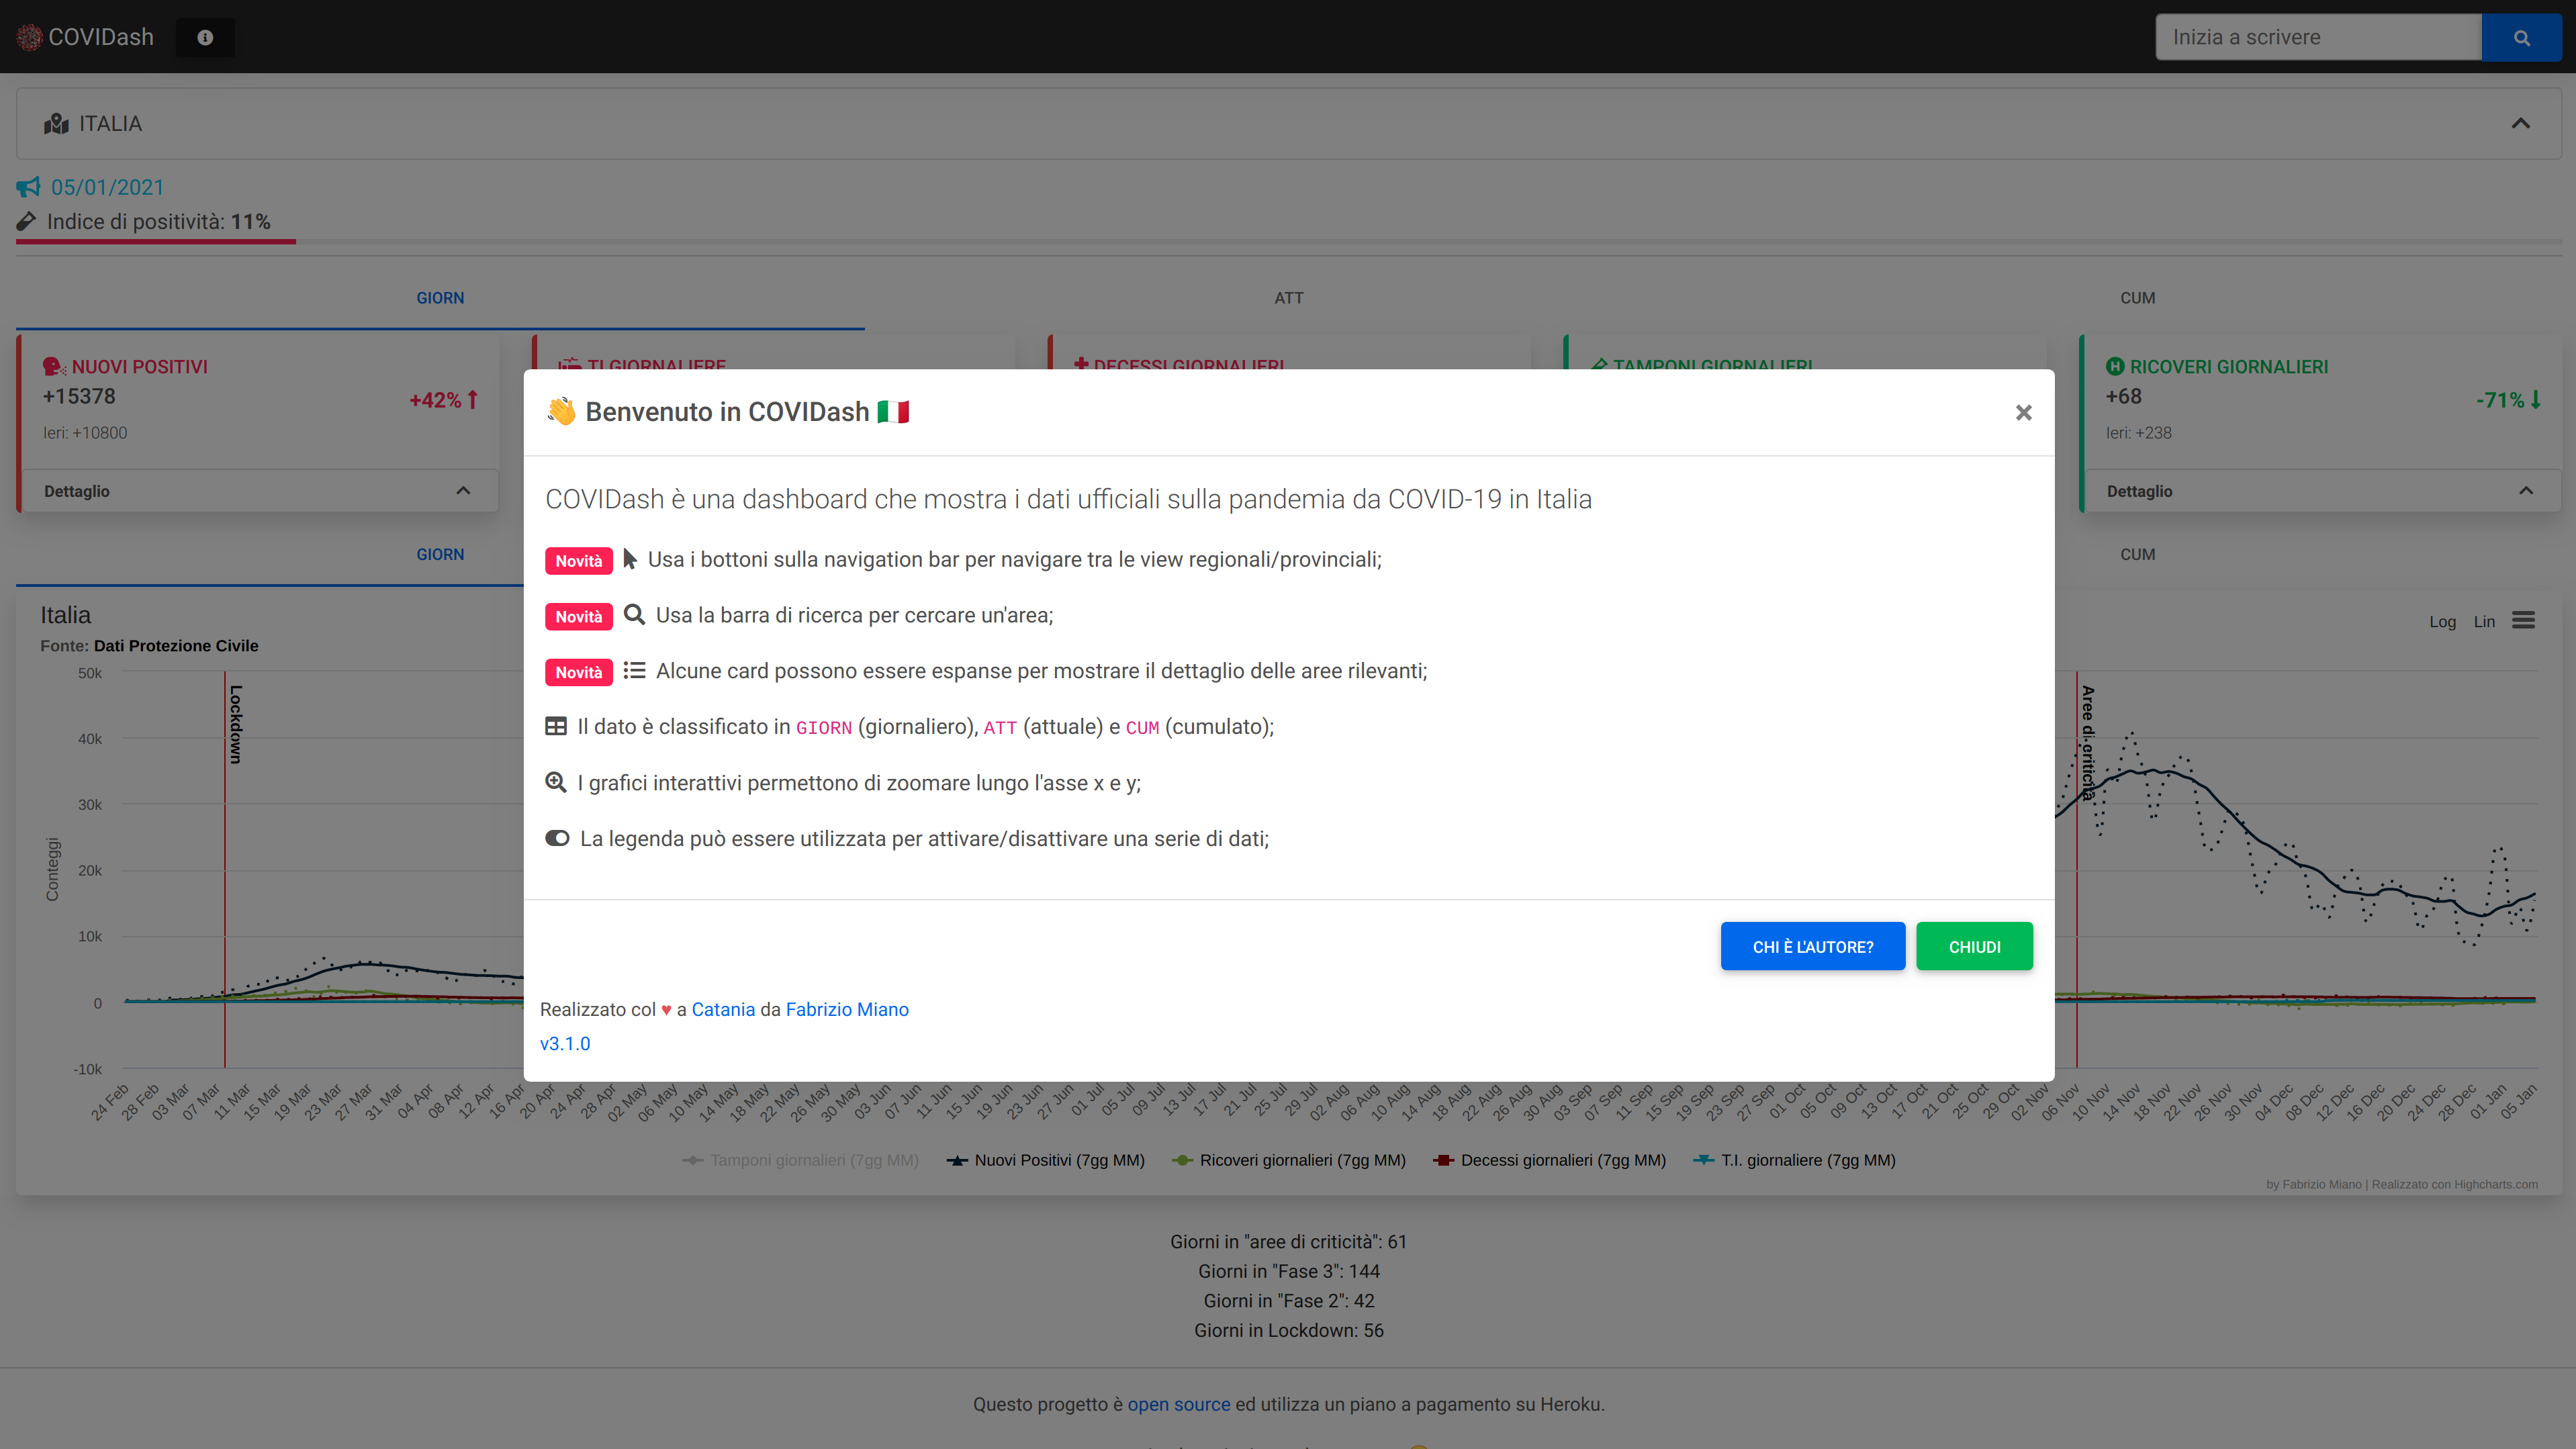 COVIDash
Inizia a scrivere
ITALIA
05/01/2021
Indice di positività: 11%
GIORN ATT CUM
NUOVI POSITIVI
+15378
+42%
Ieri: +10800
Dettaglio
TI GIORNALIERE
DECESSI GIORNALIERI
TAMPONI GIORNALIERI
RICOVERI GIORNALIERI
+68
-71%
Ieri: +238
Dettaglio
👋 Benvenuto in COVIDash 🇮🇹
×
COVIDash è una dashboard che mostra i dati ufficiali sulla pandemia da COVID-19 in Italia
Novità Usa i bottoni sulla navigation bar per navigare tra le view regionali/provinciali;
Novità Usa la barra di ricerca per cercare un'area;
Novità Alcune card possono essere espanse per mostrare il dettaglio delle aree rilevanti;
Il dato è classificato in GIORN (giornaliero), ATT (attuale) e CUM (cumulato);
I grafici interattivi permettono di zoomare lungo l'asse x e y;
La legenda può essere utilizzata per attivare/disattivare una serie di dati;
CHI È L'AUTORE?
CHIUDI
Realizzato col ♥ a Catania da Fabrizio Miano
v3.1.0
GIORN CUM
Italia
Fonte: Dati Protezione Civile
Log Lin
Conteggi
50k
40k
30k
20k
10k
0
-10k
Lockdown
Aree di criticità
24 Feb 28 Feb 03 Mar 07 Mar 11 Mar 15 Mar 19 Mar 23 Mar 27 Mar 31 Mar 04 Apr 08 Apr 12 Apr 16 Apr 20 Apr 24 Apr 28 Apr 02 May 06 May 10 May 14 May 18 May 22 May 26 May 30 May 03 Jun 07 Jun 11 Jun 15 Jun 19 Jun 23 Jun 27 Jun 01 Jul 05 Jul 09 Jul 13 Jul 17 Jul 21 Jul 25 Jul 29 Jul 02 Aug 06 Aug 10 Aug 14 Aug 18 Aug 22 Aug 26 Aug 30 Aug 03 Sep 07 Sep 11 Sep 15 Sep 19 Sep 23 Sep 27 Sep 01 Oct 05 Oct 09 Oct 13 Oct 17 Oct 21 Oct 25 Oct 29 Oct 02 Nov 06 Nov 10 Nov 14 Nov 18 Nov 22 Nov 26 Nov 30 Nov 04 Dec 08 Dec 12 Dec 16 Dec 20 Dec 24 Dec 28 Dec 01 Jan 05 Jan
Tamponi giornalieri (7gg MM) Nuovi Positivi (7gg MM) Ricoveri giornalieri (7gg MM) Decessi giornalieri (7gg MM) T.I. giornaliere (7gg MM)
by Fabrizio Miano | Realizzato con Highcharts.com
Giorni in "aree di criticità": 61
Giorni in "Fase 3": 144
Giorni in "Fase 2": 42
Giorni in Lockdown: 56
Questo progetto è open source ed utilizza un piano a pagamento su Heroku.